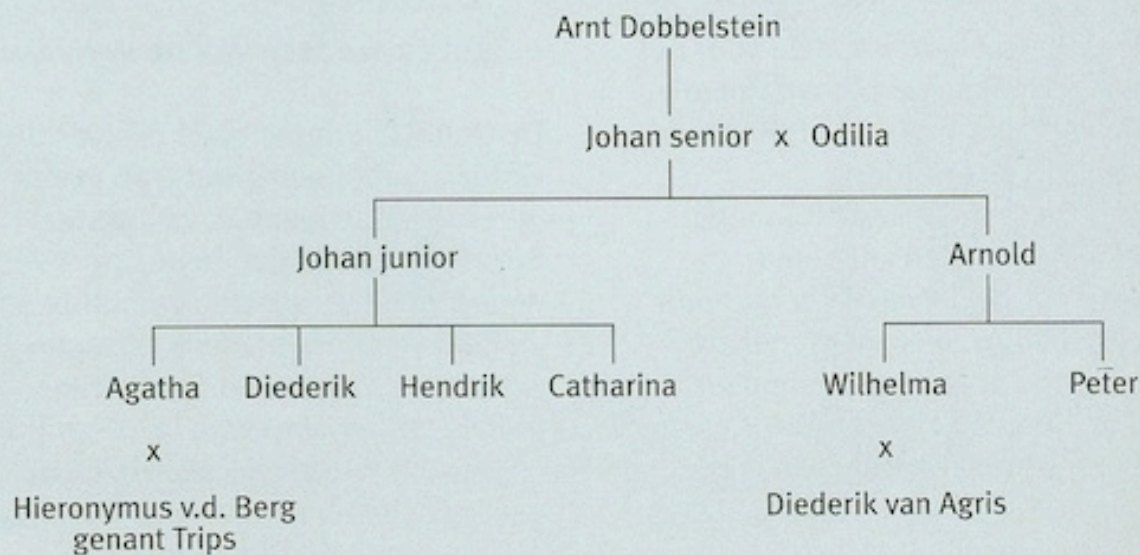 Arnt Dobbelstein
Johan senior x Odilia
Johan junior Arnold
Agatha Diederik Hendrik Catharina Wilhelma Peter
x x
Hieronymus v.d. Berg Diederik van Agris
genant Trips